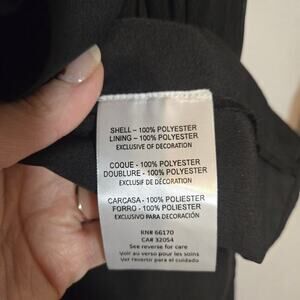 SHELL – 100% POLYESTER
LINING – 100% POLYESTER
EXCLUSIVE OF DECORATION
COQUE - 100% POLYESTER
DOUBLURE - 100% POLYESTER
EXCLUSIF DE DÉCORATION
CARCASA - 100% POLIESTER
FORRO - 100% POLIESTER
EXCLUSIVO PARA DECORACIÓN
RN# 66170
CA# 32054
See reverse for care
Voir au verso pour les soins
Ver revertir para el cuidado